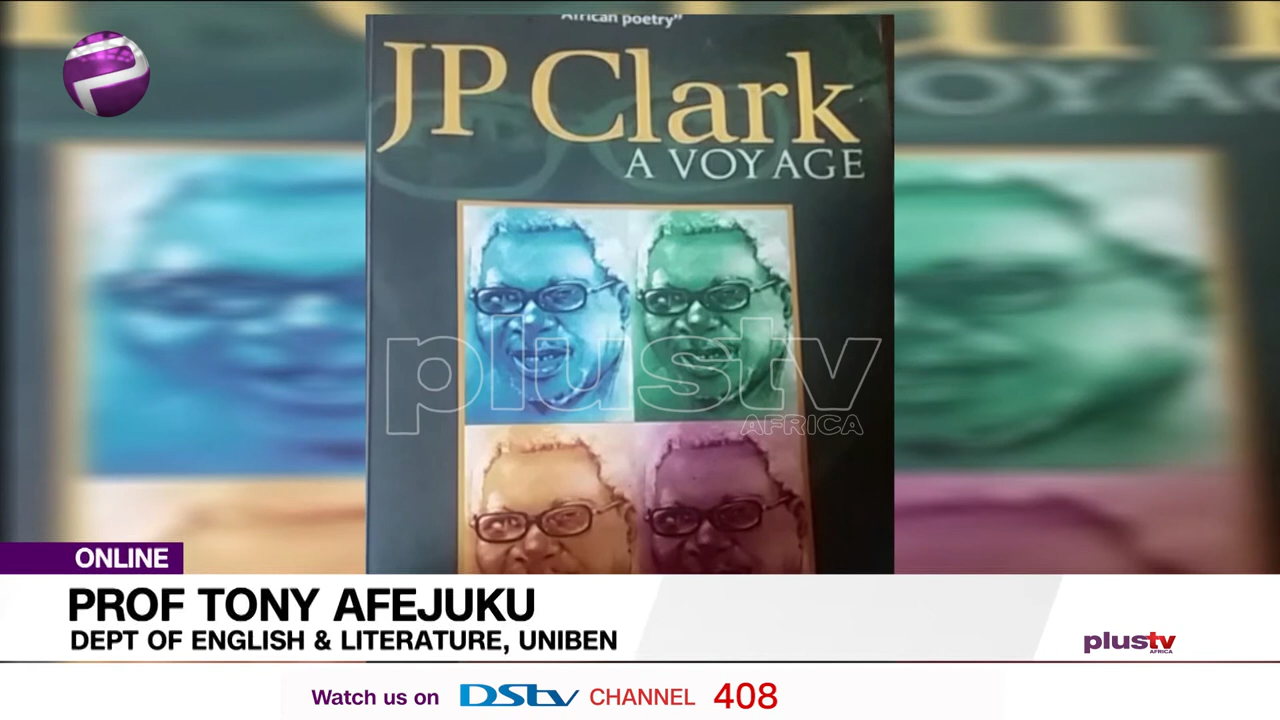 African poetry"
JP Clark
A VOYAGE
plustv
AFRICA
ONLINE
PROF TONY AFEJUKU
DEPT OF ENGLISH & LITERATURE, UNIBEN
plustv
AFRICA
Watch us on DStv CHANNEL 408